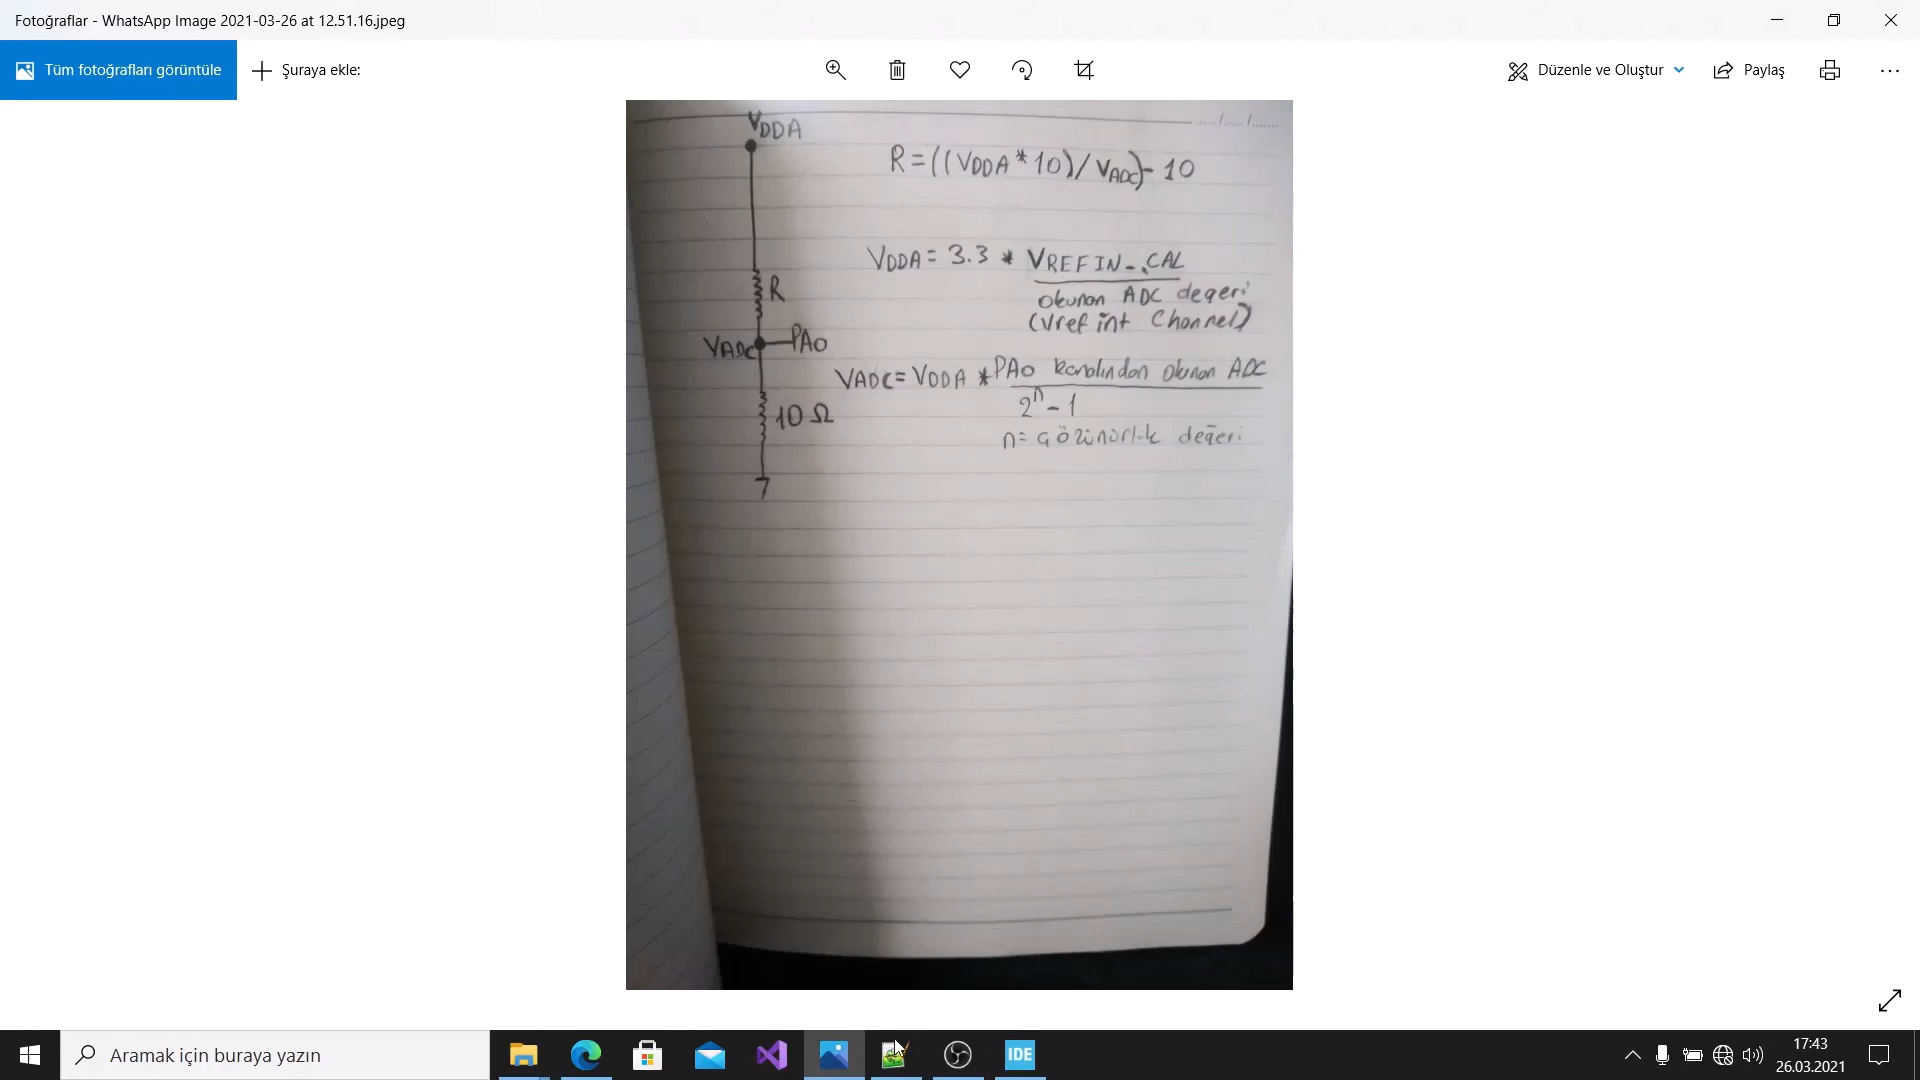 Fotoğraflar - WhatsApp Image 2021-03-26 at 12.51.16.jpeg
Tüm fotoğrafları görüntüle
Şuraya ekle:
Düzenle ve Oluştur
Paylaş
VDDA
R = ((VDDA * 10) / VADC) - 10
VDDA = 3.3 * VREFIN-.CAL
okunan ADC değeri
(Vref int Channel)
R
VADC
PA0
VADC = VDDA * PA0 kanalından okunan ADC
2ⁿ - 1
n = çözünürlük değeri
10 Ω
Aramak için buraya yazın
IDE
17:43
26.03.2021